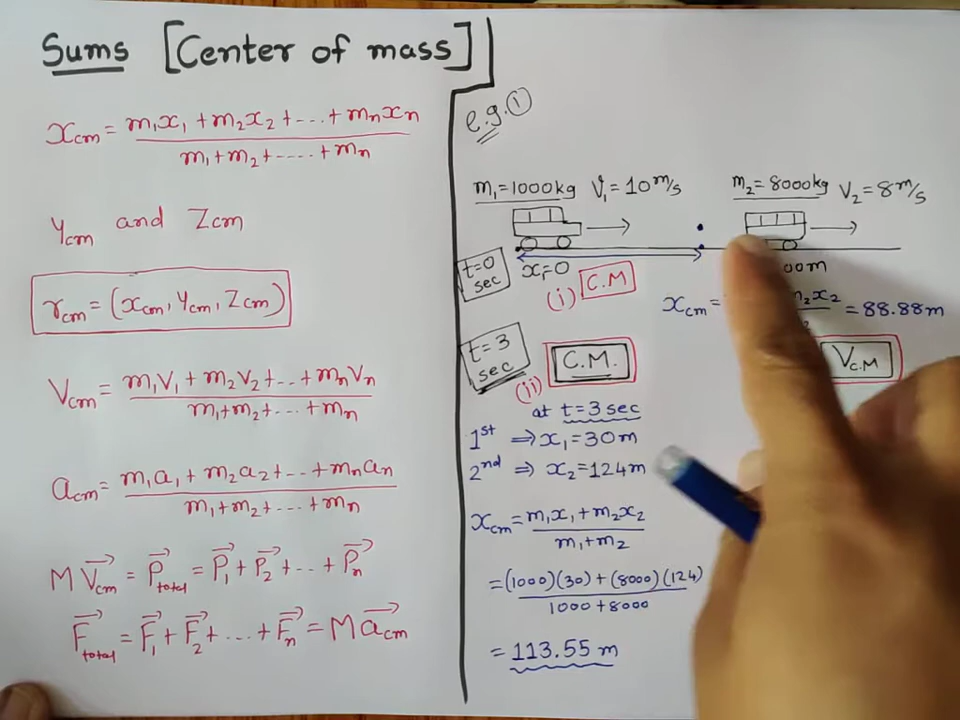 Sums [Center of mass]
xcm = m1x1 + m2x2 + ... + mnxn
m1 + m2 + .... + mn
Ycm and Zcm
rcm = (xcm, Ycm, Zcm)
Vcm = m1V1 + m2V2 + .. + mnVn
m1 + m2 + ... + mn
acm = m1a1 + m2a2 + .. + mnan
m1 + m2 + ... + mn
MVcm = Ptotal = P1 + P2 + ... + Pn
Ftotal = F1 + F2 + ... + Fn = Macm
e.g. 1
m1=1000kg V1=10 m/s
m2=8000kg V2=8 m/s
t=0 sec
x1=0
00m
(i) C.M
xcm =
m2x2 = 88.88m
t=3 sec
(ii) C.M.
VC.M
at t=3 sec
1st ⇒ x1=30m
2nd ⇒ x2=124m
xcm = m1x1 + m2x2
m1 + m2
= (1000)(30) + (8000)(124)
1000 + 8000
= 113.55 m